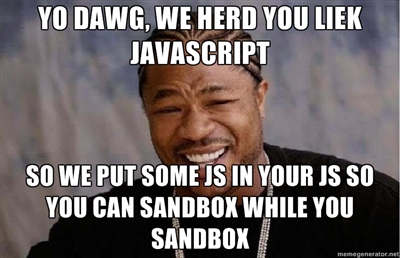 YO DAWG, WE HERD YOU LIEK
JAVASCRIPT
SO WE PUT SOME JS IN YOUR JS SO
YOU CAN SANDBOX WHILE YOU
SANDBOX
memegenerator.net